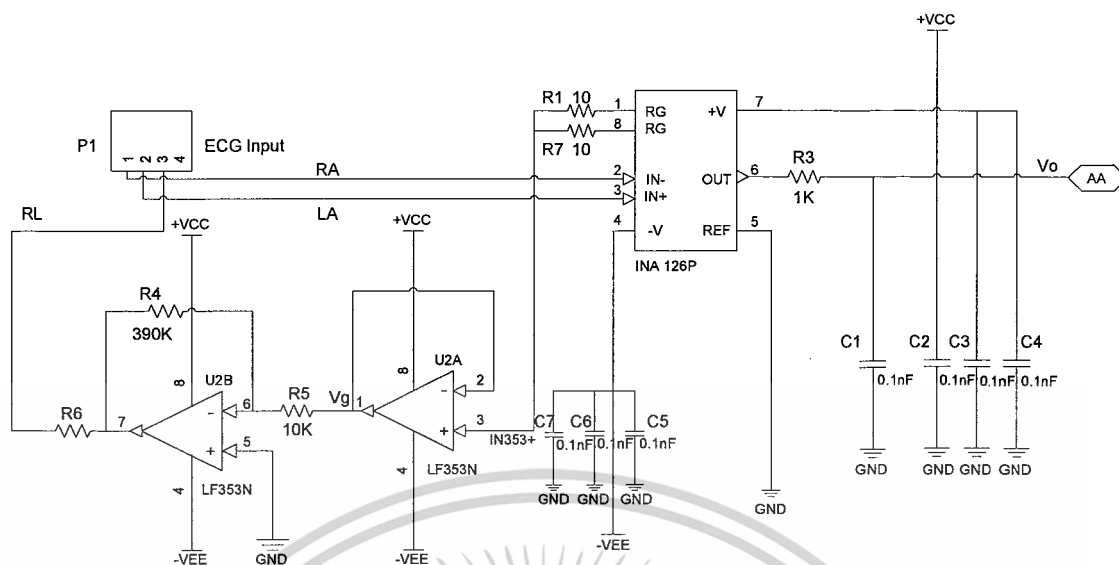 +VCC
P1
1 2 3 4
ECG Input
R1 10
1
RG
+V
7
8
RG
R7 10
RA
2
IN-
OUT
6
R3
1K
Vo
AA
3
IN+
LA
RL
4
-V
REF
5
INA 126P
+VCC
+VCC
R4
390K
8
U2B
6
-
R5
10K
7
R6
5
+
LF353N
4
-VEE
GND
8
U2A
2
-
Vg
1
3
+
IN353+
LF353N
4
-VEE
C7
0.1nF
C6
0.1nF
C5
0.1nF
GND
GND
GND
-VEE
GND
C1
0.1nF
C2
0.1nF
C3
0.1nF
C4
0.1nF
GND
GND
GND
GND